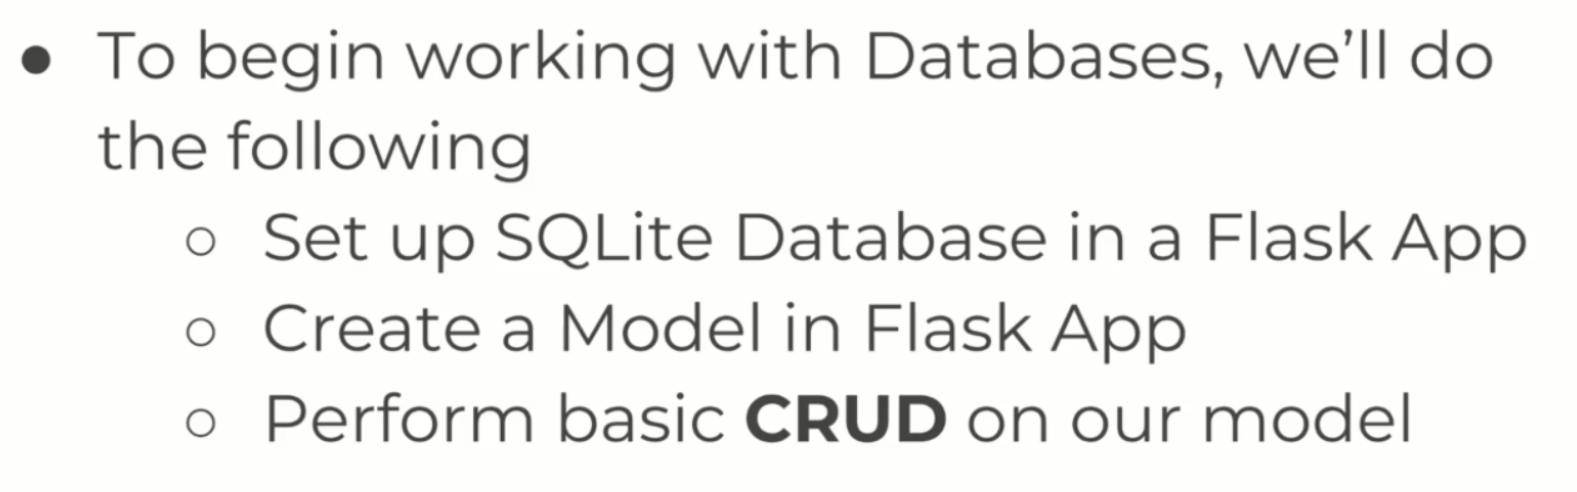 ● To begin working with Databases, we’ll do
the following
○ Set up SQLite Database in a Flask App
○ Create a Model in Flask App
○ Perform basic CRUD on our model